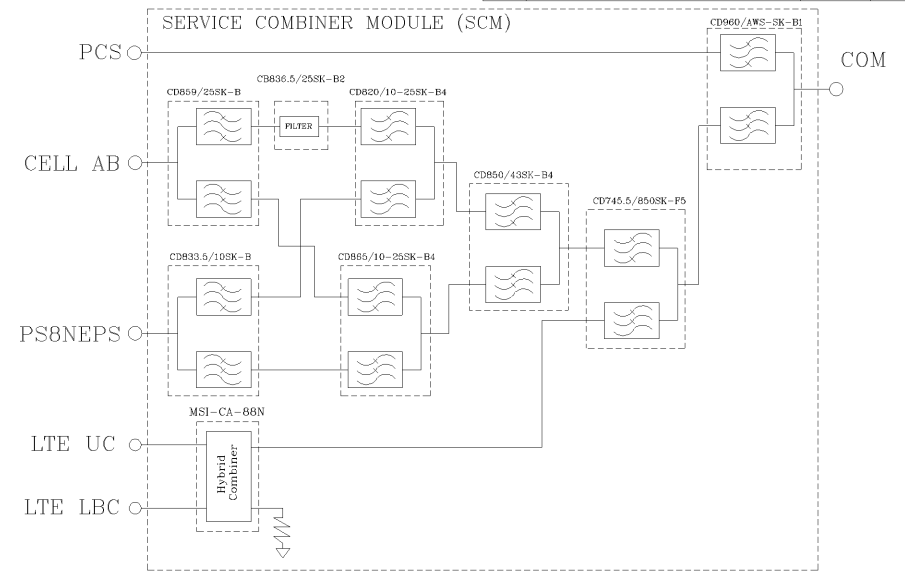 SERVICE COMBINER MODULE (SCM)
CD960/AWS-SK-B1
PCS
COM
CB836.5/25SK-B2
CD859/25SK-B
CD820/10-25SK-B4
FILTER
CELL AB
CD850/43SK-B4
CD745.5/850SK-F5
CD833.5/10SK-B
CD865/10-25SK-B4
PS8NEPS
MSI-CA-88N
LTE UC
Hybrid
Combiner
LTE LBC